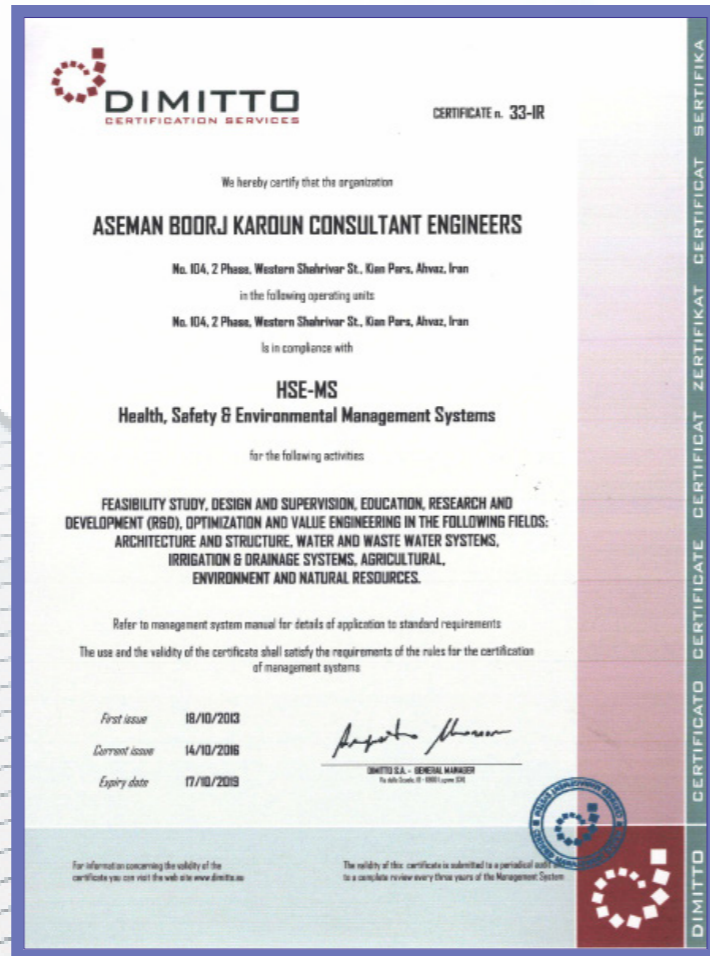 DIMITTO
CERTIFICATION SERVICES
CERTIFICATE n. 33-IR
We hereby certify that the organization
ASEMAN BOORJ KAROUN CONSULTANT ENGINEERS
No. 104, 2 Phase, Western Shahrivar St., Kian Pars, Ahvaz, Iran
in the following operating units
No. 104, 2 Phase, Western Shahrivar St., Kian Pars, Ahvaz, Iran
Is in compliance with
HSE-MS
Health, Safety & Environmental Management Systems
for the following activities
FEASIBILITY STUDY, DESIGN AND SUPERVISION, EDUCATION, RESEARCH AND
DEVELOPMENT (R&D), OPTIMIZATION AND VALUE ENGINEERING IN THE FOLLOWING FIELDS:
ARCHITECTURE AND STRUCTURE, WATER AND WASTE WATER SYSTEMS,
IRRIGATION & DRAINAGE SYSTEMS, AGRICULTURAL,
ENVIRONMENT AND NATURAL RESOURCES.
Refer to management system manual for details of application to standard requirements
The use and the validity of the certificate shall satisfy the requirements of the rules for the certification
of management systems
First issue 18/10/2013
Current issue 14/10/2016
Expiry date 17/10/2019
DIMITTO S.A. - GENERAL MANAGER
For information concerning the validity of the
certificate you can visit the web site www.dimitto.eu
The validity of this certificate is submitted to a periodical audit
to a complete review every three years of the Management System
DIMITTO CERTIFICATO CERTIFICATE CERTIFICAT ZERTIFIKAT CERTIFICAT SERTIFIKA